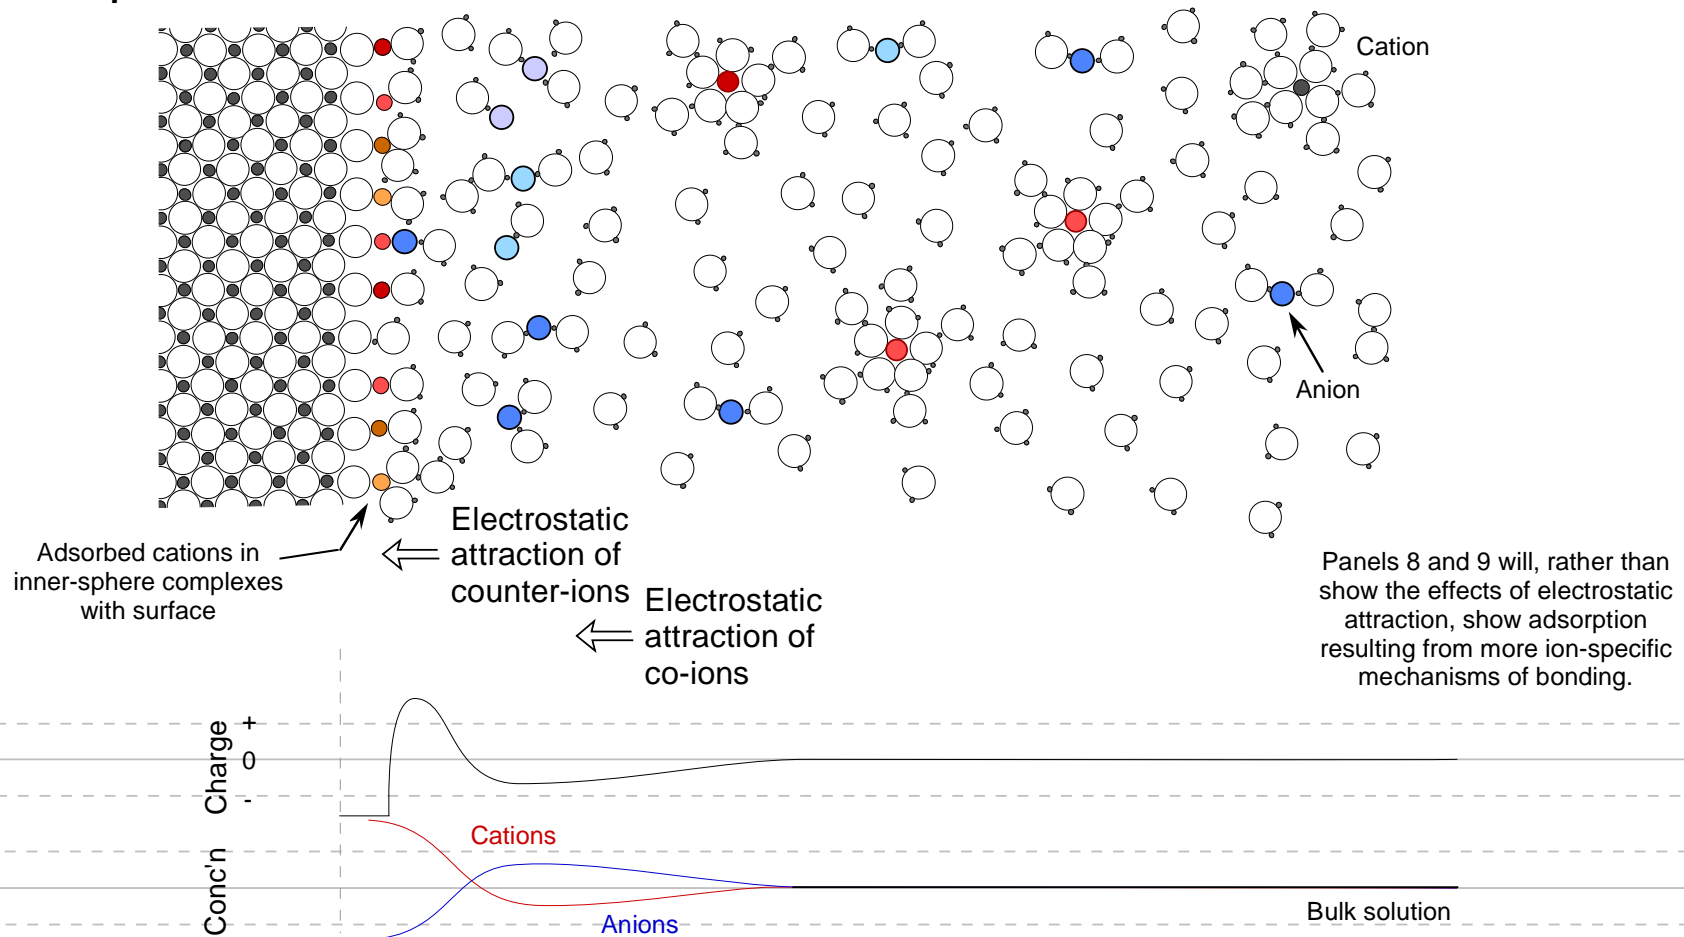 Cation
Anion
Adsorbed cations in
inner-sphere complexes
with surface
Electrostatic
attraction of
counter-ions
Electrostatic
attraction of
co-ions
Panels 8 and 9 will, rather than
show the effects of electrostatic
attraction, show adsorption
resulting from more ion-specific
mechanisms of bonding.
Charge
+
0
-
Conc'n
Cations
Anions
Bulk solution